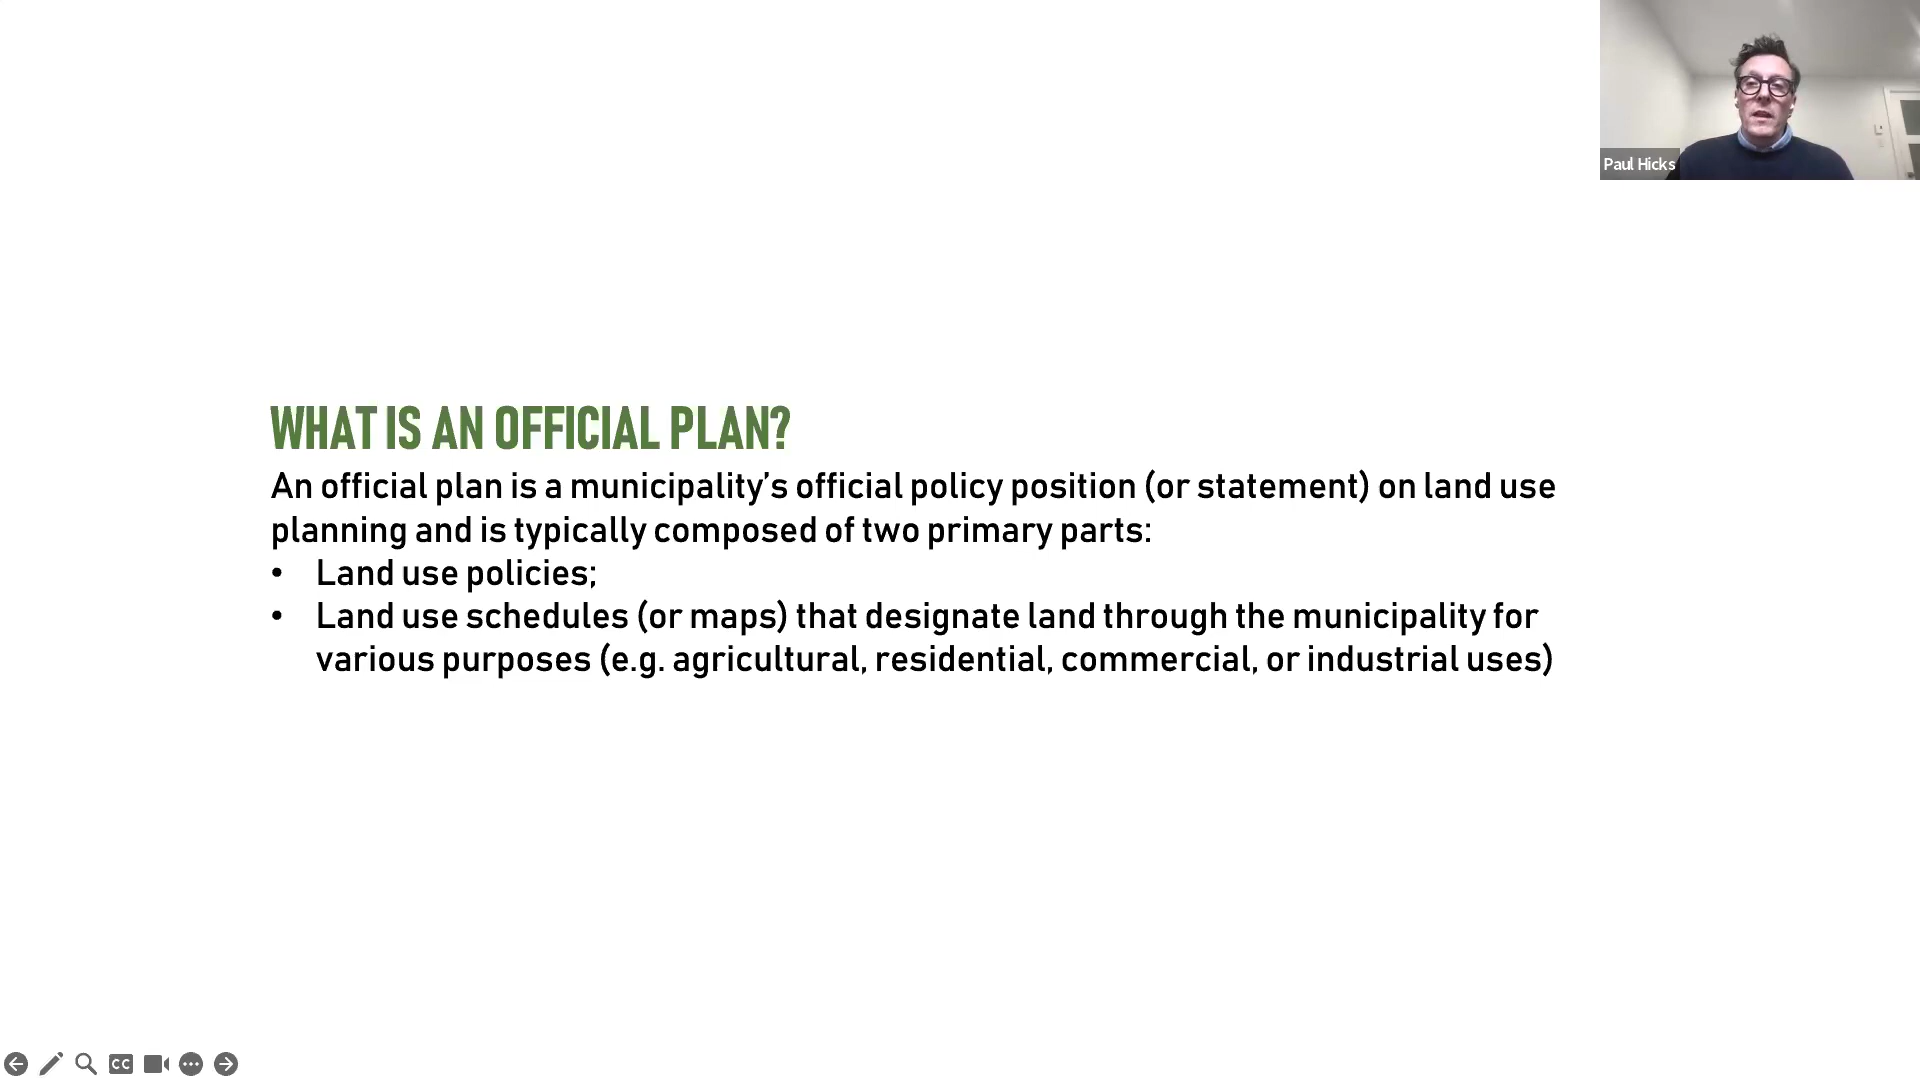 Paul Hicks
WHAT IS AN OFFICIAL PLAN?
An official plan is a municipality’s official policy position (or statement) on land use
planning and is typically composed of two primary parts:
• Land use policies;
• Land use schedules (or maps) that designate land through the municipality for
various purposes (e.g. agricultural, residential, commercial, or industrial uses)
CC